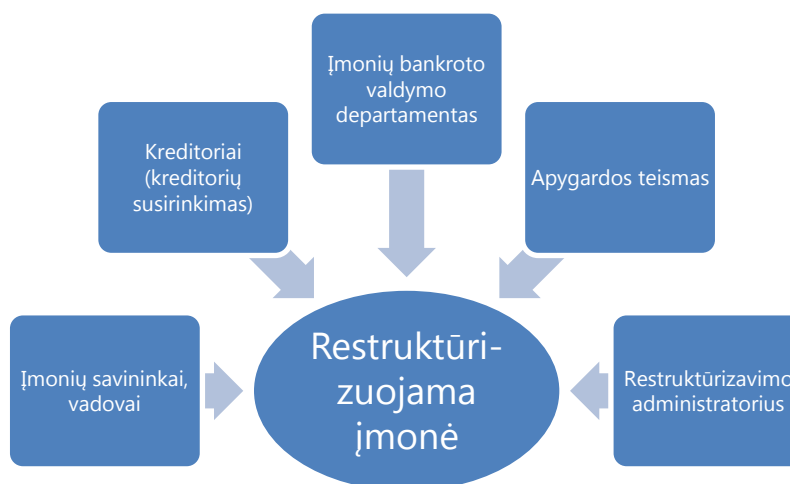 Įmonių bankroto
valdymo
departamentas
Kreditoriai
(kreditorių
susirinkimas)
Apygardos teismas
Įmonių savininkai,
vadovai
Restruktūri-
zuojama
įmonė
Restruktūrizavimo
administratorius